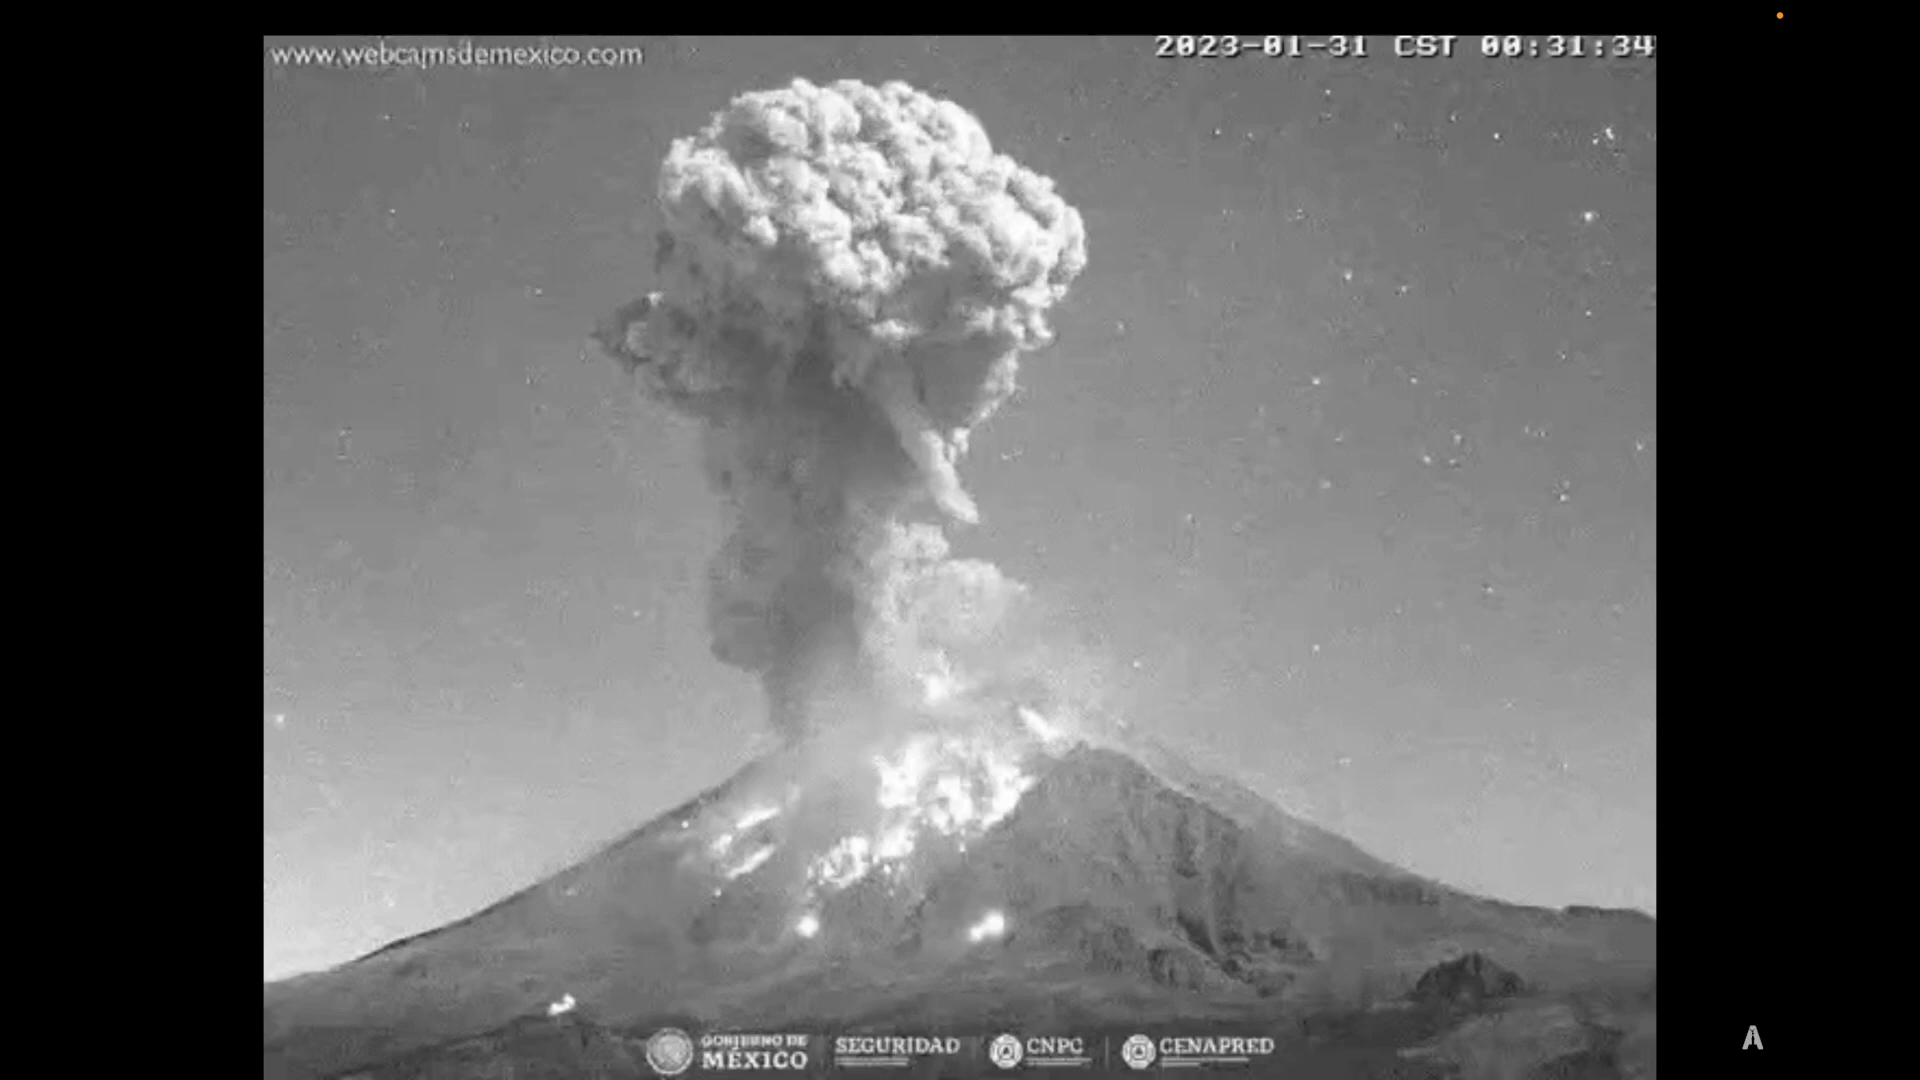 www.webcamsdemexico.com
2023-01-31 CST 00:31:34
GOBIERNO DE
MÉXICO
SEGURIDAD
CNPC
CENAPRED